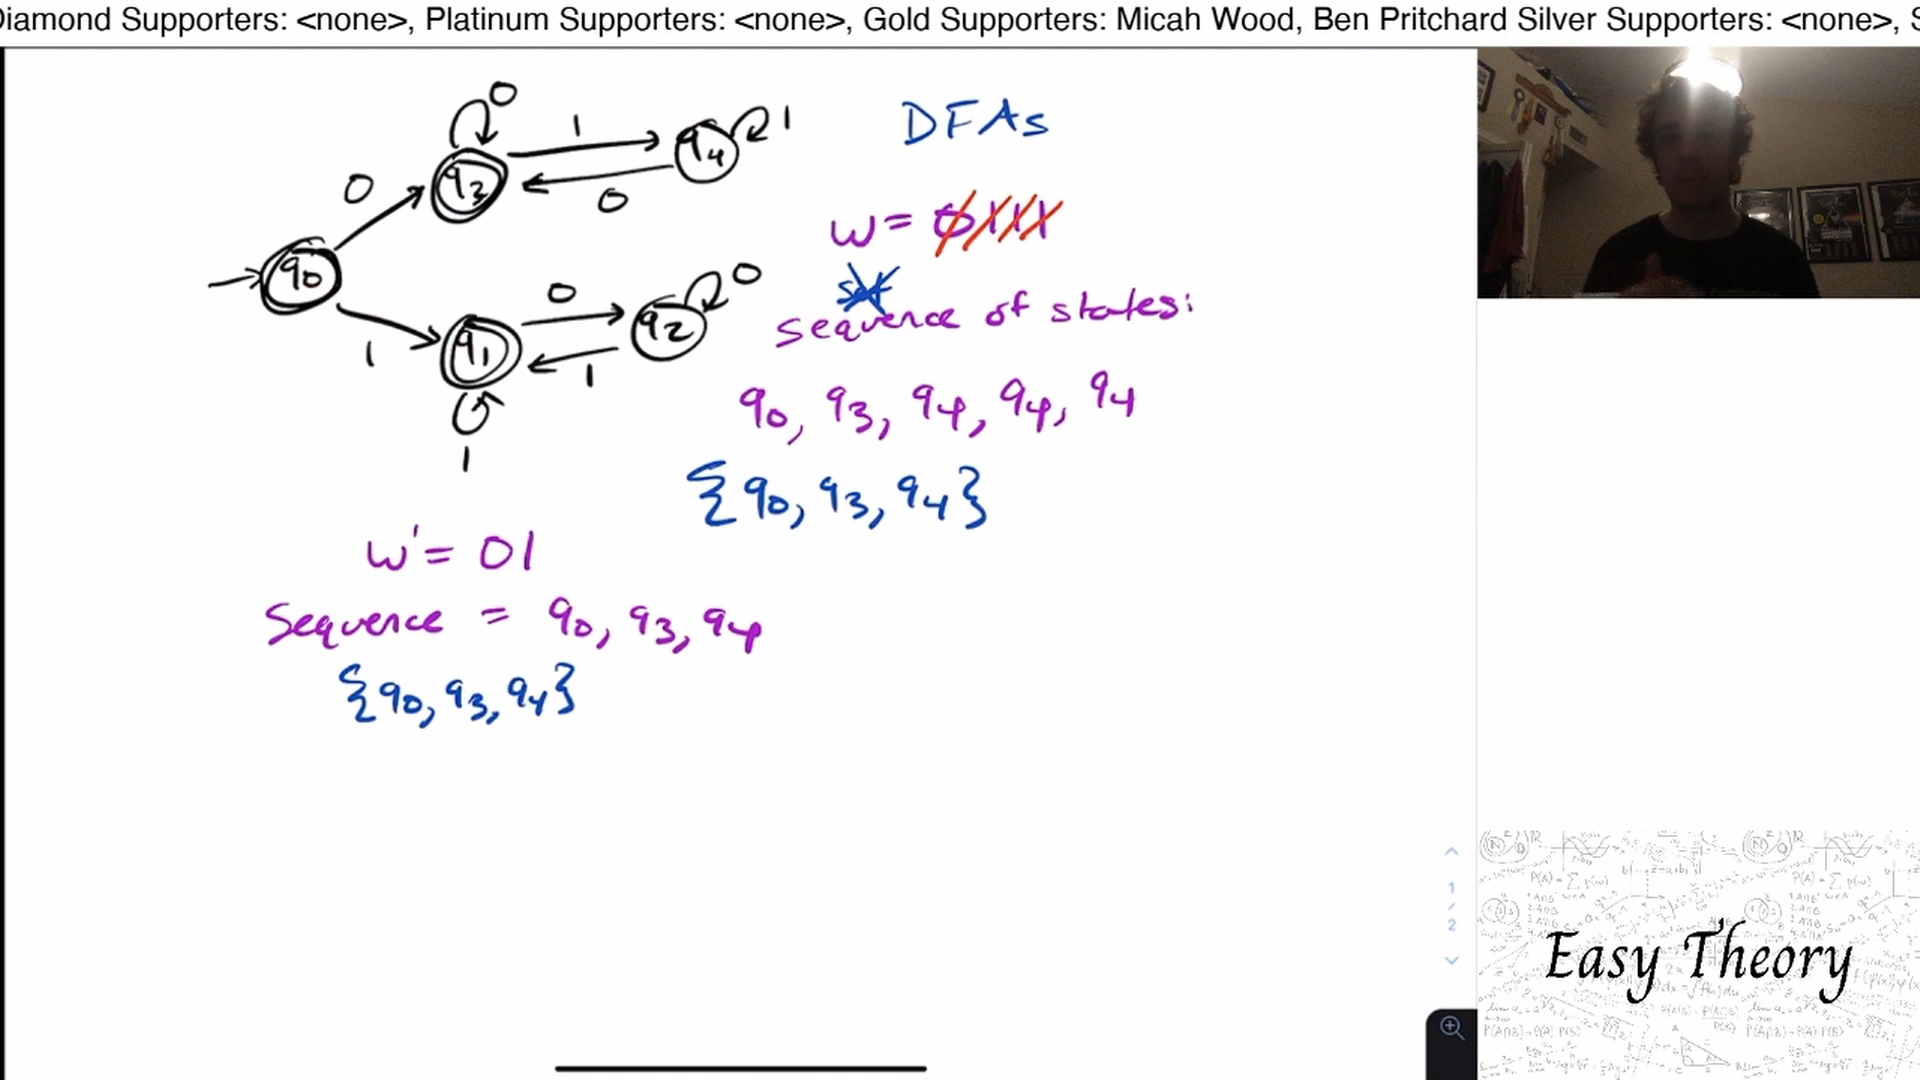 Diamond Supporters: <none>, Platinum Supporters: <none>, Gold Supporters: Micah Wood, Ben Pritchard Silver Supporters: <none>, S
DFAs
0
q3
1
q4
1
0
0
q0
w = 0111
sequence of states:
1
q1
0
q2
0
1
1
q0, q3, q4, q4, q4
{q0, q3, q4}
w' = 01
Sequence = q0, q3, q4
{q0, q3, q4}
1
2
Easy Theory